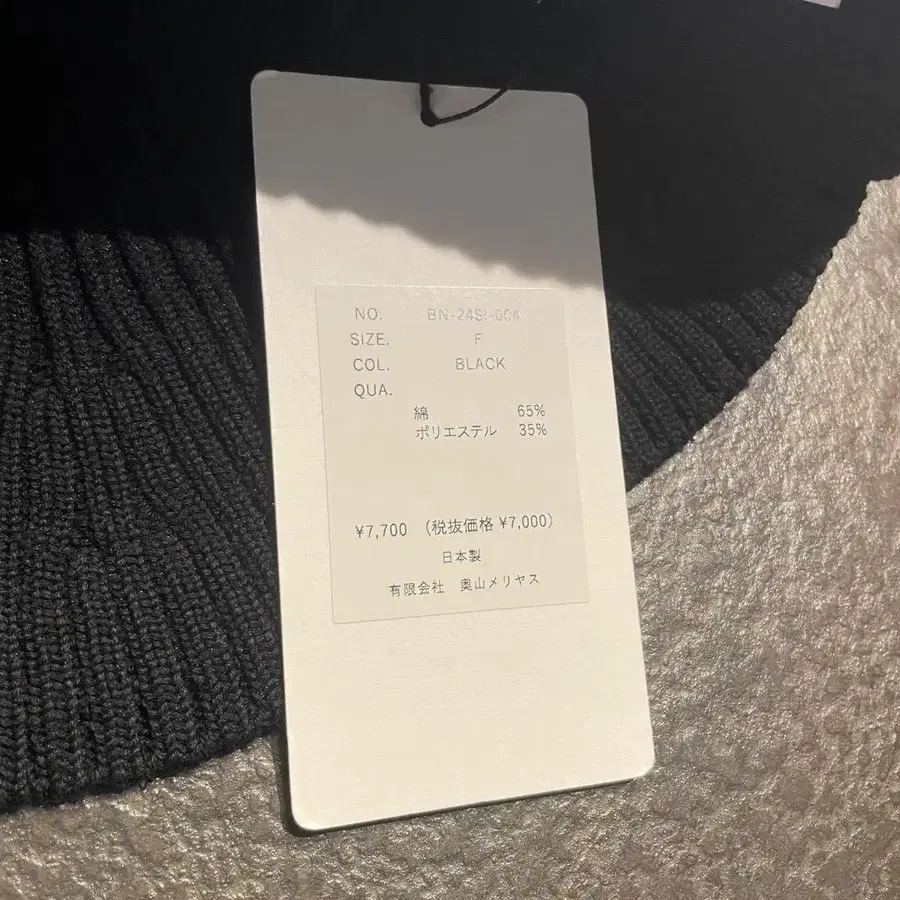 NO.
SIZE. F
COL. BLACK
QUA.
綿 65%
ポリエステル 35%
¥7,700 (税抜価格 ¥7,000)
日本製
有限会社 奥山メリヤス